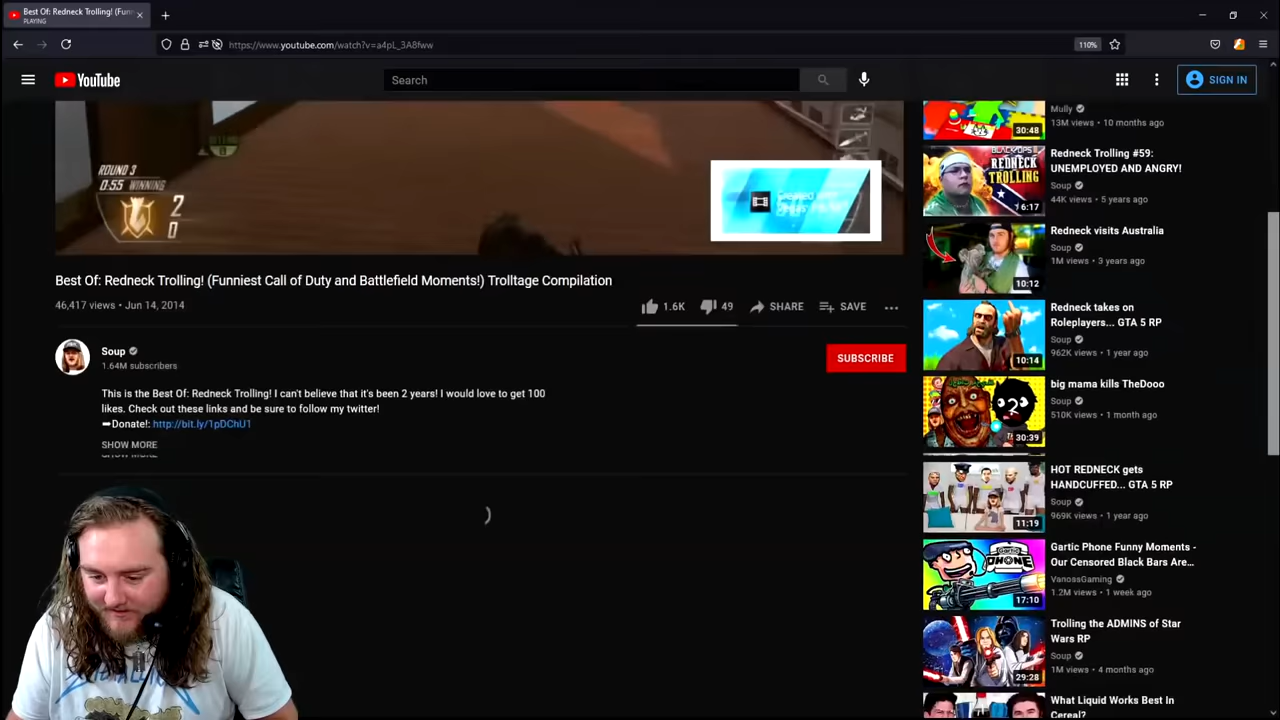 Best Of: Redneck Trolling! (Funn
PLAYING
https://www.youtube.com/watch?v=a4pL_3A8fww
110%
YouTube
Search
SIGN IN
ROUND 3
0:55 WINNING
2
0
Best Of: Redneck Trolling! (Funniest Call of Duty and Battlefield Moments!) Trolltage Compilation
46,417 views • Jun 14, 2014
1.6K
49
SHARE
SAVE
Soup
1.64M subscribers
SUBSCRIBE
This is the Best Of: Redneck Trolling! I can't believe that it's been 2 years! I would love to get 100
likes. Check out these links and be sure to follow my twitter!
➡Donate!: http://bit.ly/1pDChU1
SHOW MORE
SHOW MORE
30:48
Mully
13M views • 10 months ago
BLACK OPS
REDNECK
TROLLING
6:17
Redneck Trolling #59:
UNEMPLOYED AND ANGRY!
Soup
44K views • 5 years ago
10:12
Redneck visits Australia
Soup
1M views • 3 years ago
10:14
Redneck takes on
Roleplayers... GTA 5 RP
Soup
962K views • 1 year ago
30:39
big mama kills TheDooo
Soup
510K views • 1 month ago
11:19
HOT REDNECK gets
HANDCUFFED... GTA 5 RP
Soup
969K views • 1 year ago
Gartic
PHONE
17:10
Gartic Phone Funny Moments -
Our Censored Black Bars Are...
VanossGaming
1.2M views • 1 week ago
29:28
Trolling the ADMINS of Star
Wars RP
Soup
1M views • 4 months ago
What Liquid Works Best In
Cereal?
METALLICA